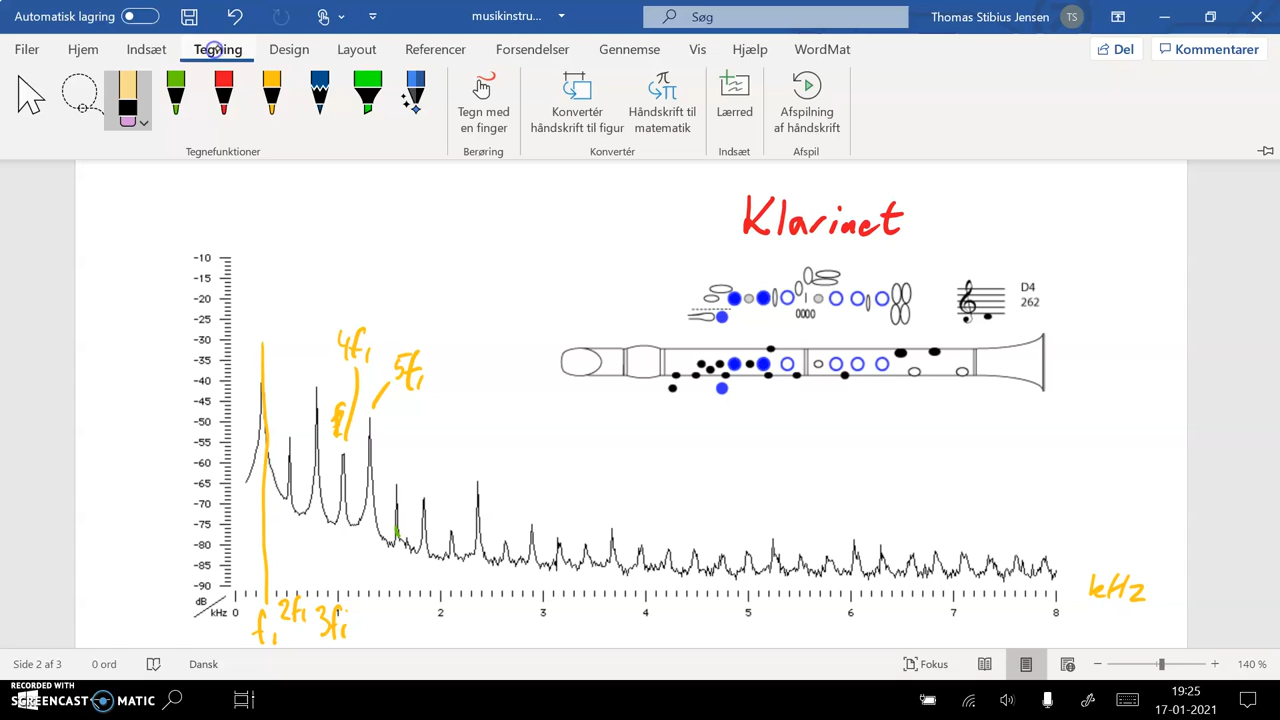 Automatisk lagring
musikinstru...
Søg
Thomas Stibius Jensen
TS
Filer
Hjem
Indsæt
Tegning
Design
Layout
Referencer
Forsendelser
Gennemse
Vis
Hjælp
WordMat
Del
Kommentarer
Tegn med
en finger
Konvertér
håndskrift til figur
Håndskrift til
matematik
Lærred
Afspilning
af håndskrift
Tegnefunktioner
Berøring
Konvertér
Indsæt
Afspil
Klarinet
D4
262
-10
-15
-20
-25
-30
-35
-40
-45
-50
-55
-60
-65
-70
-75
-80
-85
-90
4f1
5f1
dB
kHz
0 1 2 3 4 5 6 7 8
kHz
f1
2f1
3f1
Side 2 af 3
0 ord
Dansk
Fokus
140 %
RECORDED WITH
SCREENCAST MATIC
19:25
17-01-2021